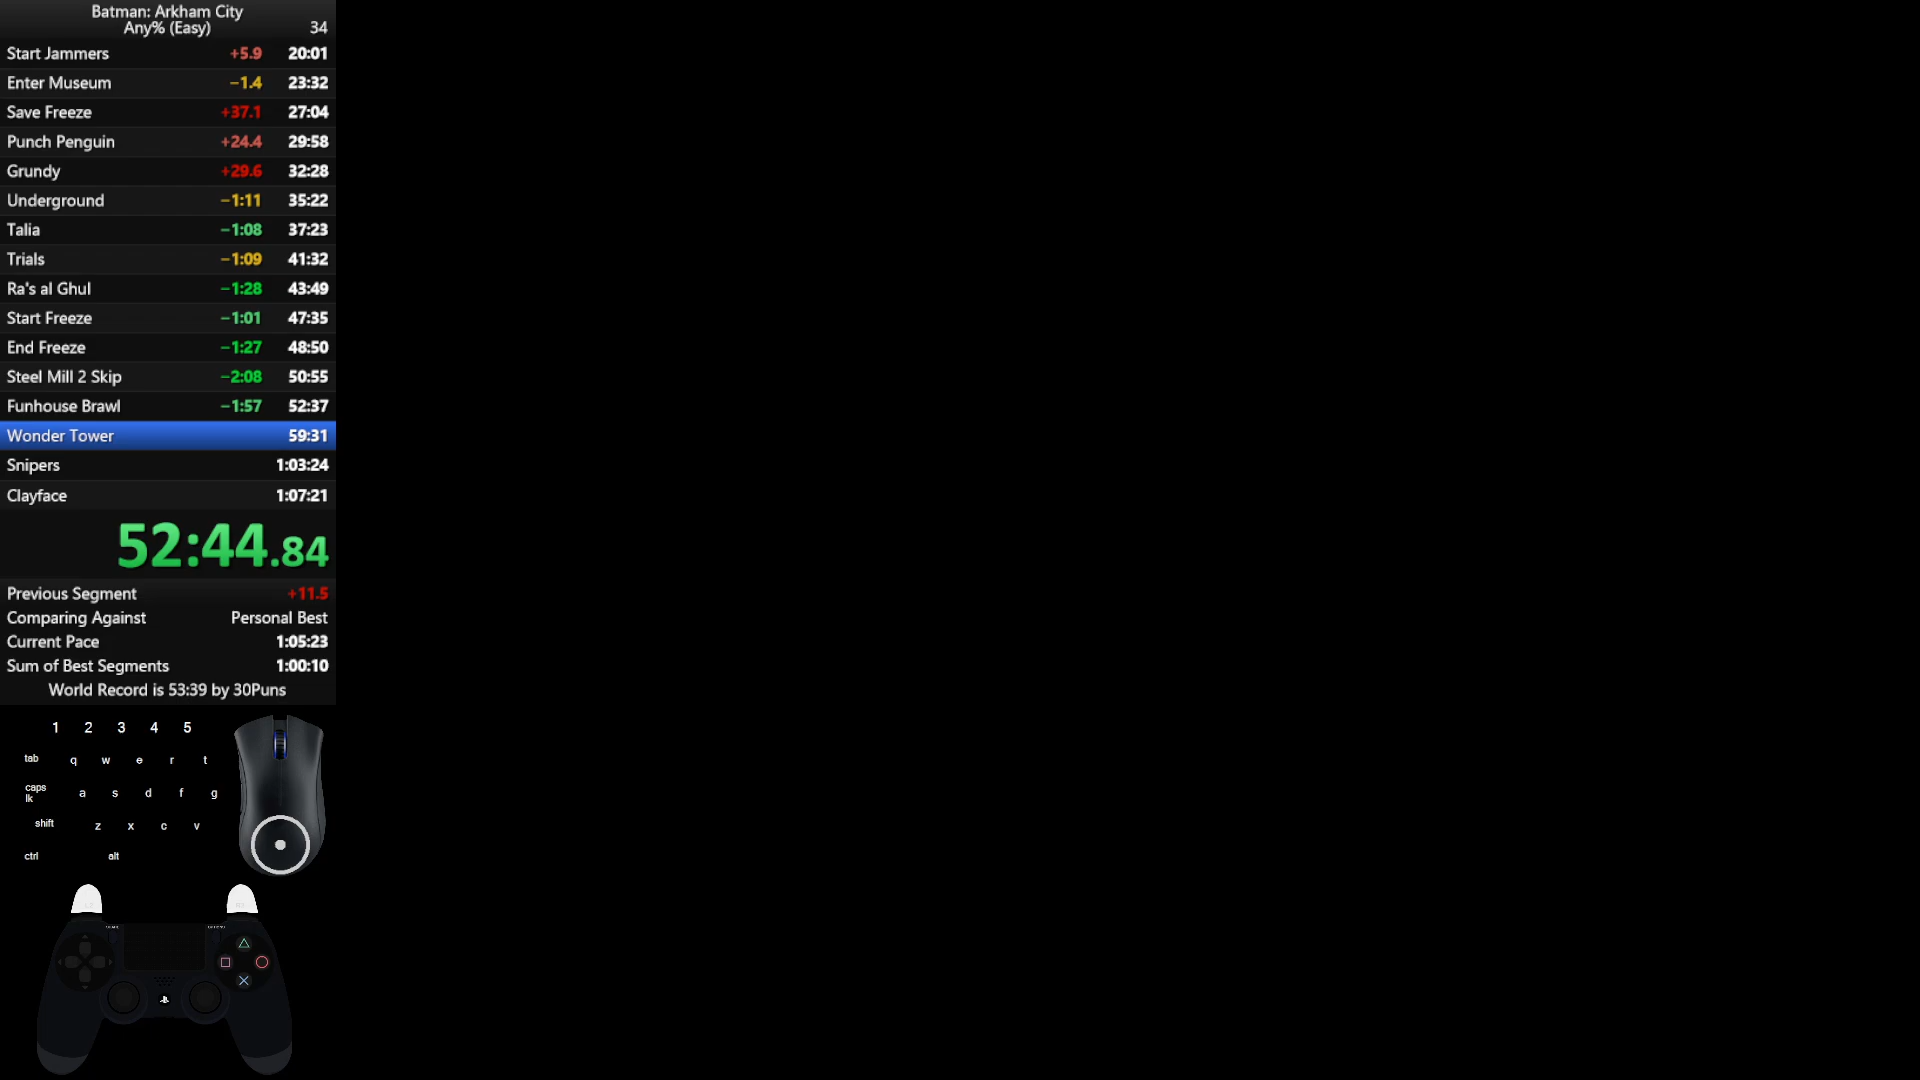 Batman: Arkham City
Any% (Easy) 34
Start Jammers +5.9 20:01
Enter Museum −1.4 23:32
Save Freeze +37.1 27:04
Punch Penguin +24.4 29:58
Grundy +29.6 32:28
Underground −1:11 35:22
Talia −1:08 37:23
Trials −1:09 41:32
Ra's al Ghul −1:28 43:49
Start Freeze −1:01 47:35
End Freeze −1:27 48:50
Steel Mill 2 Skip −2:08 50:55
Funhouse Brawl −1:57 52:37
Wonder Tower 59:31
Snipers 1:03:24
Clayface 1:07:21
52:44.84
Previous Segment +11.5
Comparing Against Personal Best
Current Pace 1:05:23
Sum of Best Segments 1:00:10
World Record is 53:39 by 30Puns
1 2 3 4 5
tab q w e r t
caps lk a s d f g
shift z x c v
ctrl alt